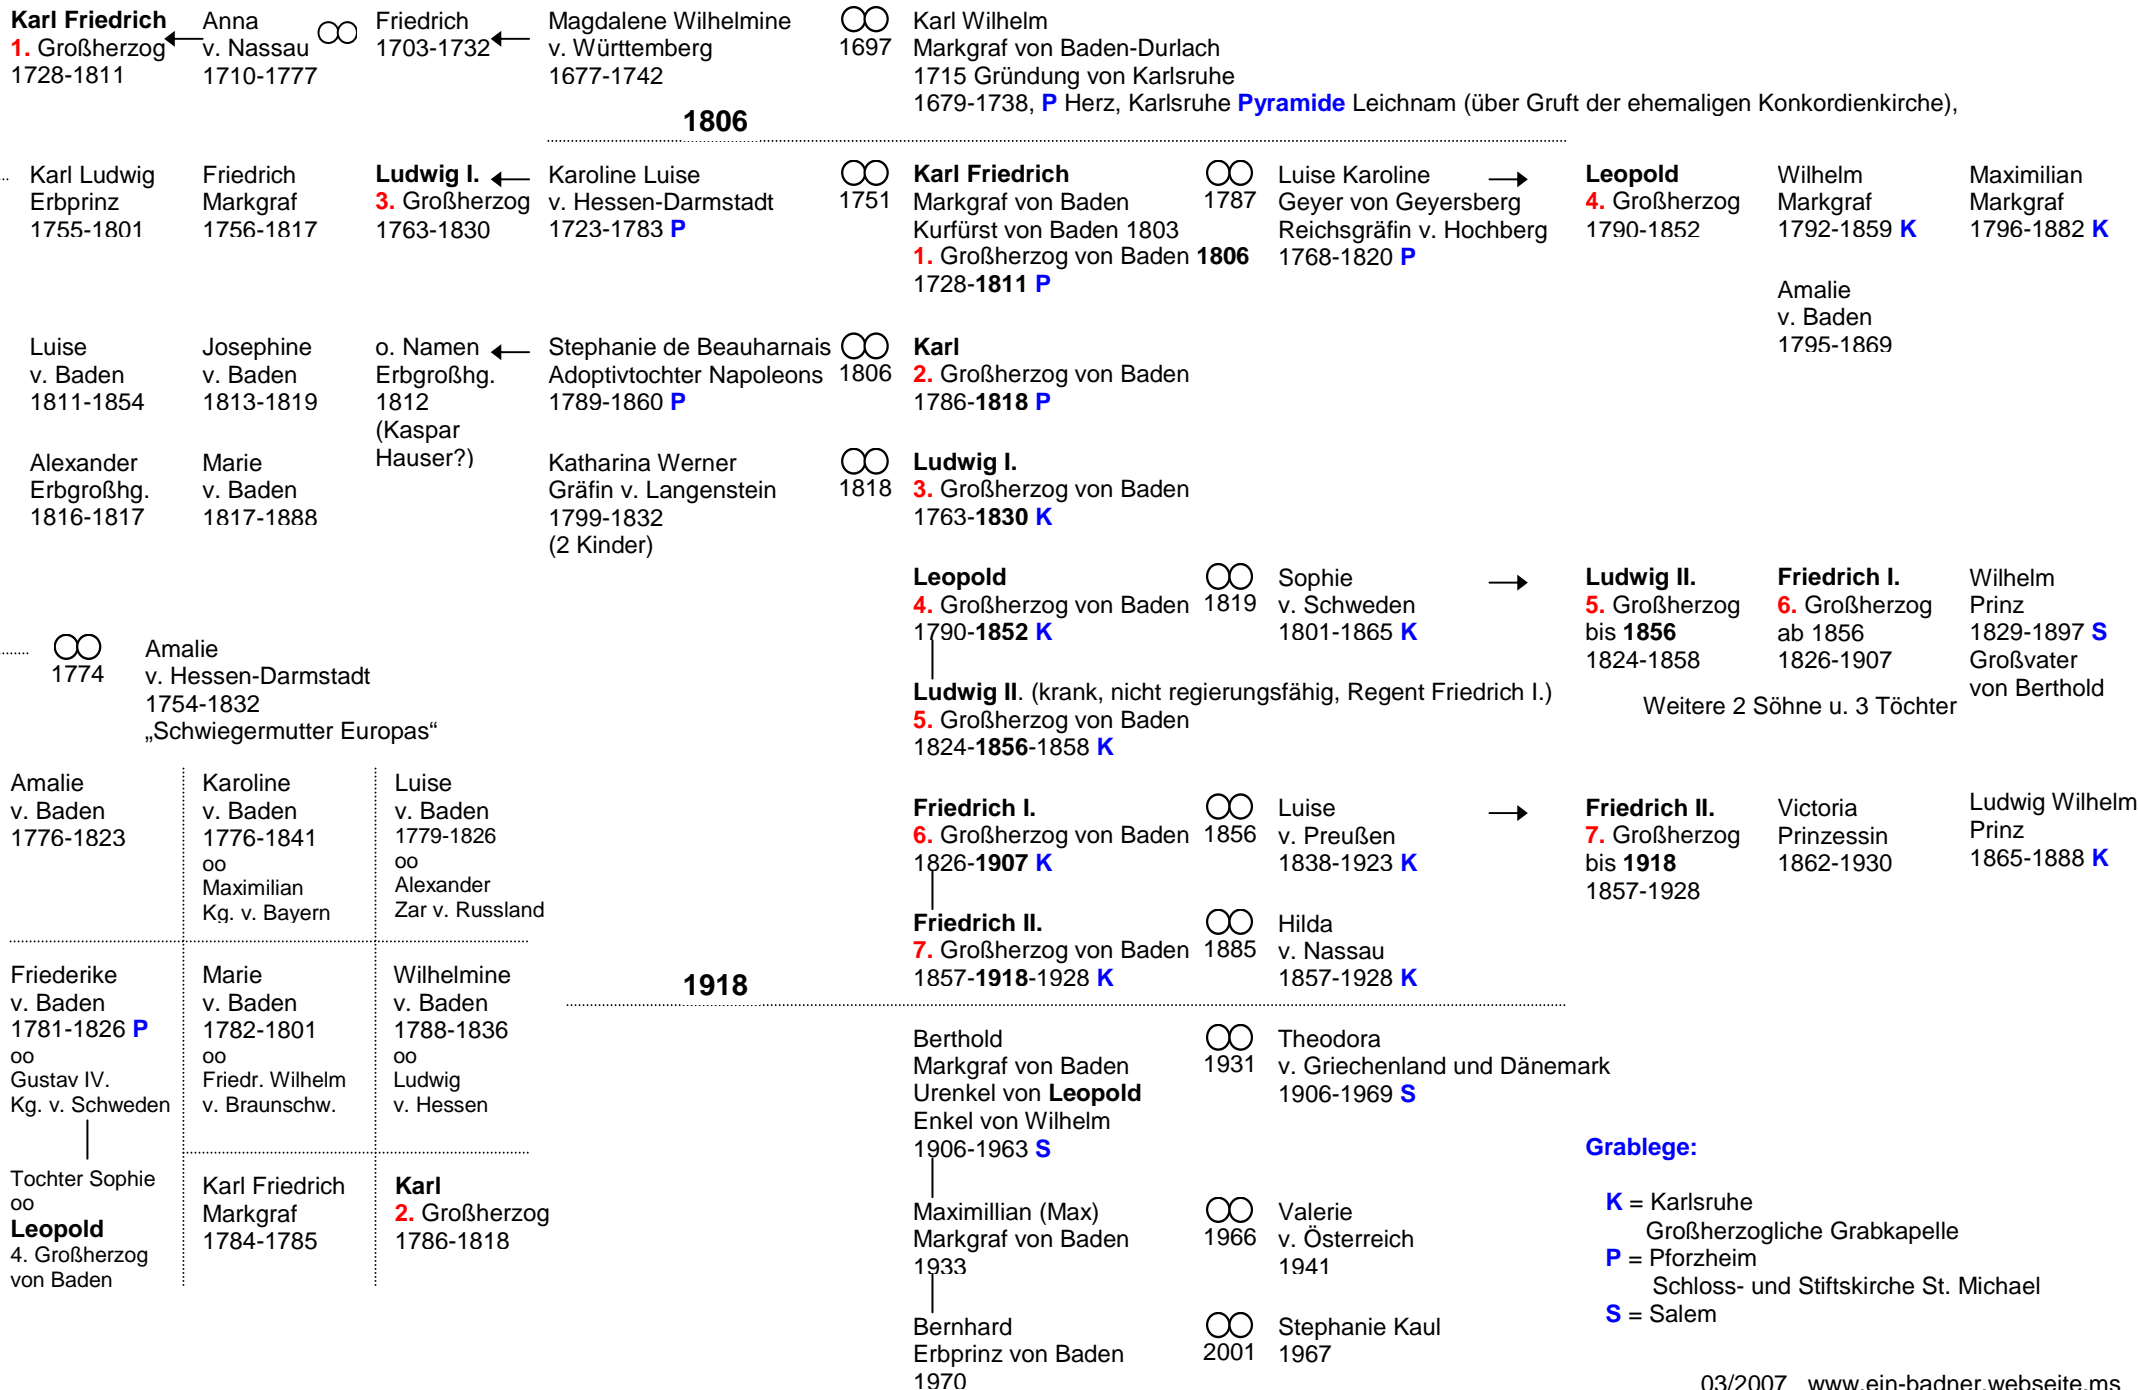 Karl Friedrich
1. Großherzog
1728-1811
Anna
v. Nassau
1710-1777
Friedrich
1703-1732
Magdalene Wilhelmine
v. Württemberg
1677-1742
1697
Karl Wilhelm
Markgraf von Baden-Durlach
1715 Gründung von Karlsruhe
1679-1738, P Herz, Karlsruhe Pyramide Leichnam (über Gruft der ehemaligen Konkordienkirche),
1806
Karl Ludwig
Erbprinz
1755-1801
Friedrich
Markgraf
1756-1817
Ludwig I.
3. Großherzog
1763-1830
Karoline Luise
v. Hessen-Darmstadt
1723-1783 P
1751
Karl Friedrich
Markgraf von Baden
Kurfürst von Baden 1803
1. Großherzog von Baden 1806
1728-1811 P
1787
Luise Karoline
Geyer von Geyersberg
Reichsgräfin v. Hochberg
1768-1820 P
Leopold
4. Großherzog
1790-1852
Wilhelm
Markgraf
1792-1859 K
Maximilian
Markgraf
1796-1882 K
Amalie
v. Baden
1795-1869
Luise
v. Baden
1811-1854
Josephine
v. Baden
1813-1819
o. Namen
Erbgroßhg.
1812
(Kaspar
Hauser?)
Stephanie de Beauharnais
Adoptivtochter Napoleons
1789-1860 P
1806
Karl
2. Großherzog von Baden
1786-1818 P
Alexander
Erbgroßhg.
1816-1817
Marie
v. Baden
1817-1888
Katharina Werner
Gräfin v. Langenstein
1799-1832
(2 Kinder)
1818
Ludwig I.
3. Großherzog von Baden
1763-1830 K
Leopold
4. Großherzog von Baden
1790-1852 K
1819
Sophie
v. Schweden
1801-1865 K
Ludwig II.
5. Großherzog
bis 1856
1824-1858
Friedrich I.
6. Großherzog
ab 1856
1826-1907
Wilhelm
Prinz
1829-1897 S
Großvater
von Berthold
Weitere 2 Söhne u. 3 Töchter
1774
Amalie
v. Hessen-Darmstadt
1754-1832
„Schwiegermutter Europas“
Ludwig II. (krank, nicht regierungsfähig, Regent Friedrich I.)
5. Großherzog von Baden
1824-1856-1858 K
Amalie
v. Baden
1776-1823
Karoline
v. Baden
1776-1841
oo
Maximilian
Kg. v. Bayern
Luise
v. Baden
1779-1826
oo
Alexander
Zar v. Russland
Friedrich I.
6. Großherzog von Baden
1826-1907 K
1856
Luise
v. Preußen
1838-1923 K
Friedrich II.
7. Großherzog
bis 1918
1857-1928
Victoria
Prinzessin
1862-1930
Ludwig Wilhelm
Prinz
1865-1888 K
Friedrich II.
7. Großherzog von Baden
1857-1918-1928 K
1885
Hilda
v. Nassau
1857-1928 K
1918
Friederike
v. Baden
1781-1826 P
oo
Gustav IV.
Kg. v. Schweden
Marie
v. Baden
1782-1801
oo
Friedr. Wilhelm
v. Braunschw.
Wilhelmine
v. Baden
1788-1836
oo
Ludwig
v. Hessen
Berthold
Markgraf von Baden
Urenkel von Leopold
Enkel von Wilhelm
1906-1963 S
1931
Theodora
v. Griechenland und Dänemark
1906-1969 S
Tochter Sophie
oo
Leopold
4. Großherzog
von Baden
Karl Friedrich
Markgraf
1784-1785
Karl
2. Großherzog
1786-1818
Maximillian (Max)
Markgraf von Baden
1933
1966
Valerie
v. Österreich
1941
Bernhard
Erbprinz von Baden
1970
2001
Stephanie Kaul
1967
Grablege:
K = Karlsruhe
Großherzogliche Grabkapelle
P = Pforzheim
Schloss- und Stiftskirche St. Michael
S = Salem
03/2007 www.ein-badner.webseite.ms